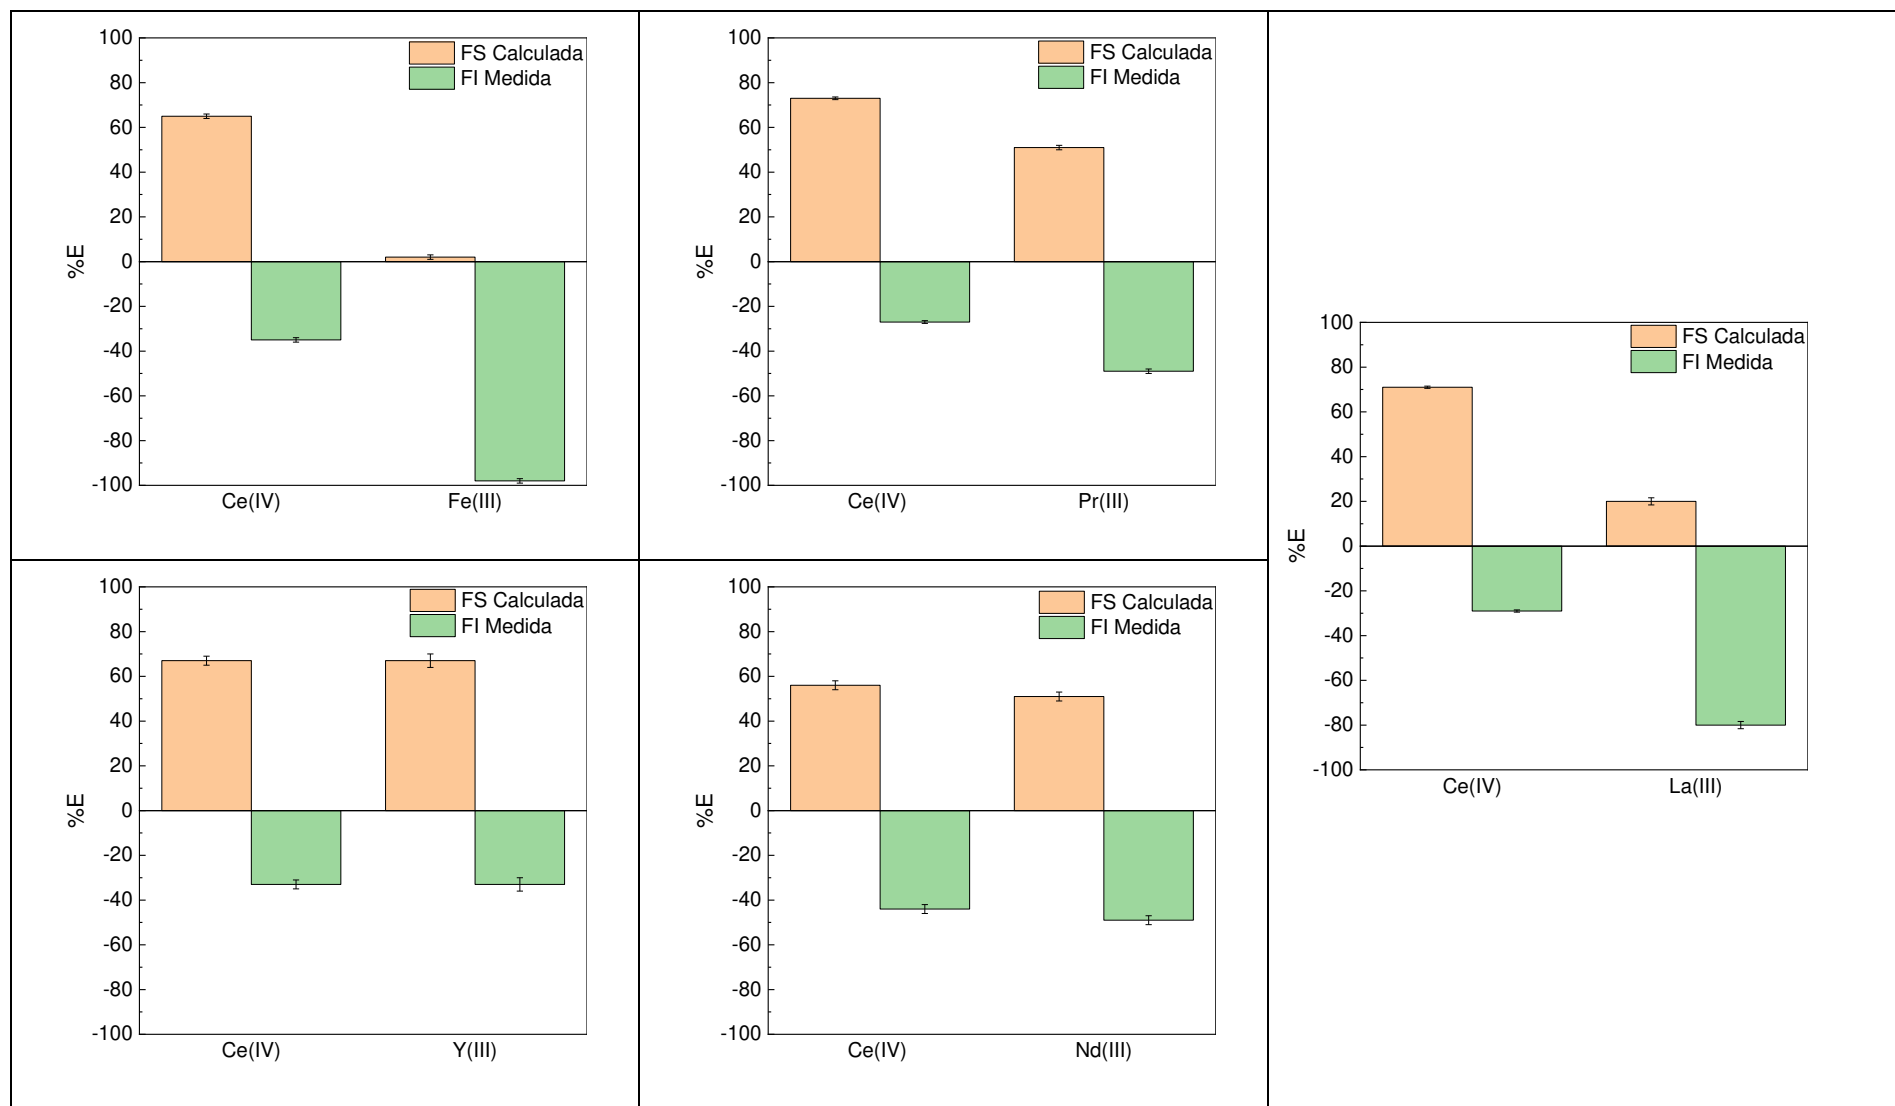 FS Calculada
FI Medida
100
80
60
40
20
0
-20
-40
-60
-80
-100
%E
Ce(IV)
Fe(III)
FS Calculada
FI Medida
100
80
60
40
20
0
-20
-40
-60
-80
-100
%E
Ce(IV)
Pr(III)
FS Calculada
FI Medida
100
80
60
40
20
0
-20
-40
-60
-80
-100
%E
Ce(IV)
La(III)
FS Calculada
FI Medida
100
80
60
40
20
0
-20
-40
-60
-80
-100
%E
Ce(IV)
Y(III)
FS Calculada
FI Medida
100
80
60
40
20
0
-20
-40
-60
-80
-100
%E
Ce(IV)
Nd(III)